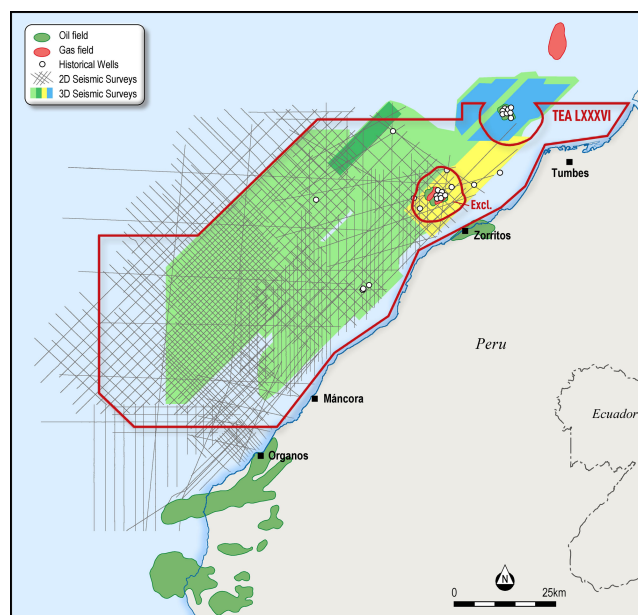 Oil field
Gas field
Historical Wells
2D Seismic Surveys
3D Seismic Surveys
TEA LXXXVI
Tumbes
Excl.
Zorritos
Peru
Máncora
Ecuador
Organos
N
0
25km